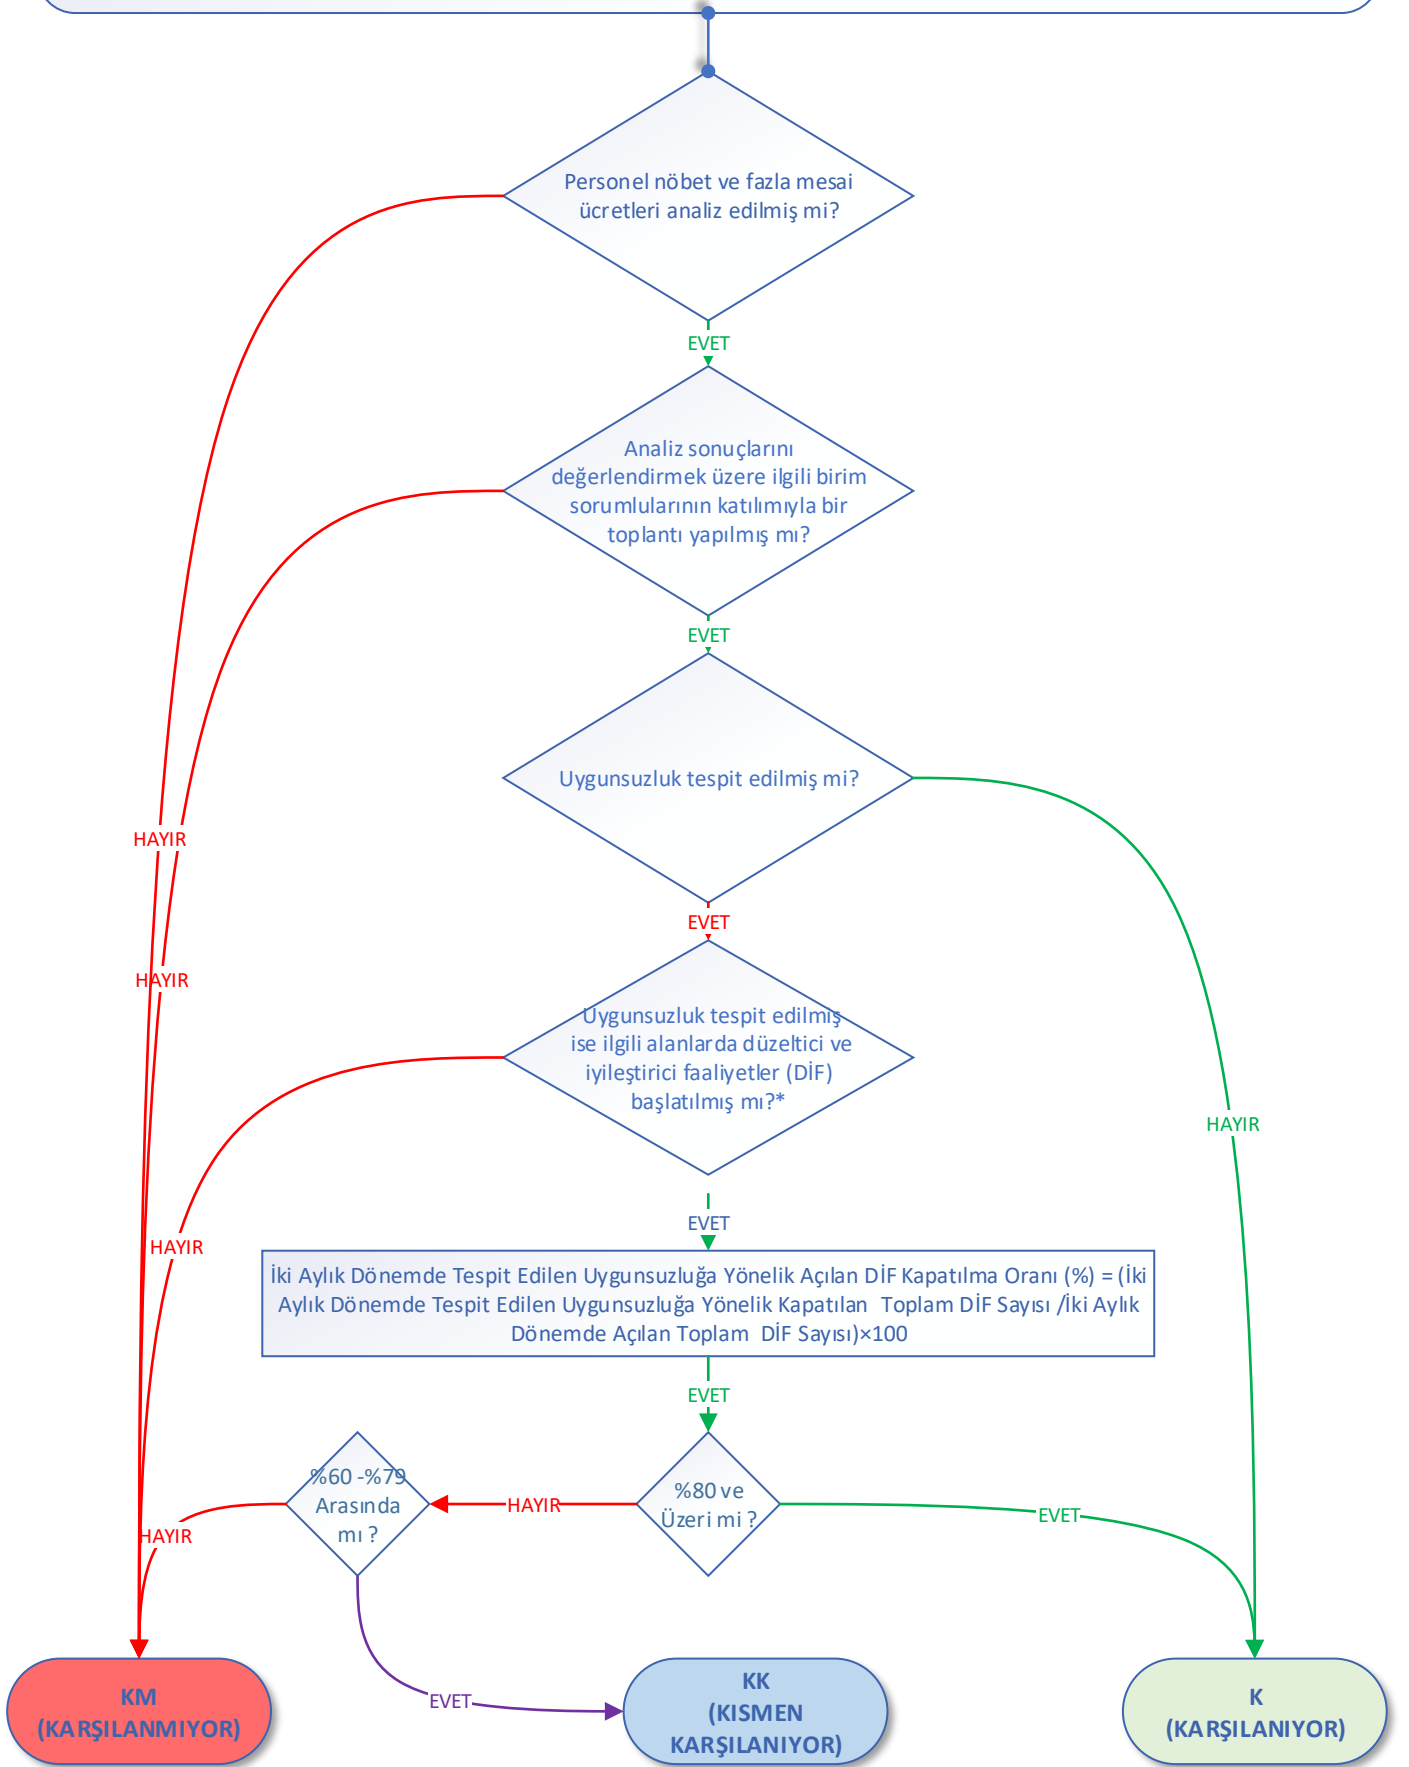 Personel nöbet ve fazla mesai
ücretleri analiz edilmiş mi?
EVET
Analiz sonuçlarını
değerlendirmek üzere ilgili birim
sorumlularının katılımıyla bir
toplantı yapılmış mı?
EVET
Uygunsuzluk tespit edilmiş mi?
HAYIR
EVET
HAYIR
Uygunsuzluk tespit edilmiş
ise ilgili alanlarda düzeltici ve
iyileştirici faaliyetler (DİF)
başlatılmış mı?*
HAYIR
EVET
HAYIR
İki Aylık Dönemde Tespit Edilen Uygunsuzluğa Yönelik Açılan DİF Kapatılma Oranı (%) = (İki
Aylık Dönemde Tespit Edilen Uygunsuzluğa Yönelik Kapatılan Toplam DİF Sayısı /İki Aylık
Dönemde Açılan Toplam DİF Sayısı)×100
EVET
%60 -%79
Arasında
mı ?
HAYIR
%80 ve
Üzeri mi ?
EVET
HAYIR
EVET
KM
(KARŞILANMIYOR)
KK
(KISMEN
KARŞILANIYOR)
K
(KARŞILANIYOR)